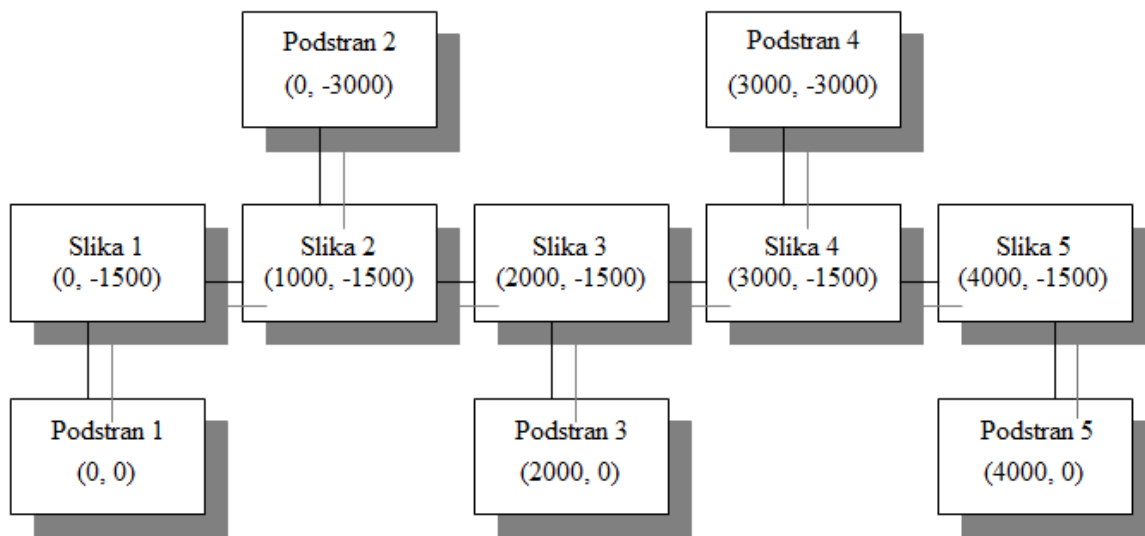 Podstran 2
(0, -3000)
Podstran 4
(3000, -3000)
Slika 1
(0, -1500)
Slika 2
(1000, -1500)
Slika 3
(2000, -1500)
Slika 4
(3000, -1500)
Slika 5
(4000, -1500)
Podstran 1
(0, 0)
Podstran 3
(2000, 0)
Podstran 5
(4000, 0)